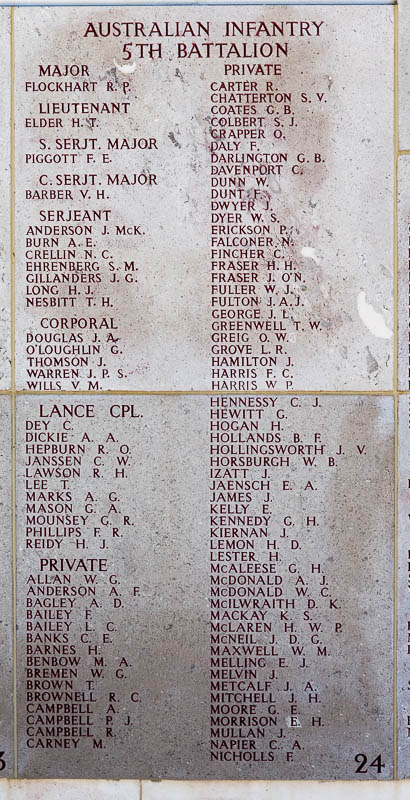 AUSTRALIAN INFANTRY
5TH BATTALION
MAJOR
FLOCKHART R. P.
LIEUTENANT
ELDER H. T.
S. SERJT. MAJOR
PIGGOTT F. E.
C. SERJT. MAJOR
BARBER V. H.
SERJEANT
ANDERSON J. McK.
BURN A. E.
CRELLIN N. C.
EHRENBERG S. M.
GILLANDERS J. G.
LONG H. J.
NESBITT T. H.
CORPORAL
DOUGLAS J. A.
O'LOUGHLIN G.
THOMSON J.
WARREN J. P. S.
WILLS V. M.
LANCE CPL.
DEY C.
DICKIE A. A.
HEPBURN R. O.
JANSSEN C. W.
LAWSON R. H.
LEE T.
MARKS A. G.
MASON G. A.
MOUNSEY G. R.
PHILLIPS F. R.
REIDY H. J.
PRIVATE
ALLAN W. G.
ANDERSON A. F.
BAGLEY A. D.
BAILEY F.
BAILEY L. C.
BANKS C. E.
BARNES H.
BENBOW M. A.
BREMEN W. G.
BROWN T.
BROWNELL R. C.
CAMPBELL A.
CAMPBELL P. J.
CAMPBELL R.
CARNEY M.
PRIVATE
CARTER R.
CHATTERTON S. V.
COATES G. B.
COLBERT S. J.
CRAPPER O.
DALY F.
DARLINGTON G. B.
DAVENPORT C.
DUNN W.
DUNT F.
DWYER J.
DYER W. S.
ERICKSON P.
FALCONER N.
FINCHER C.
FRASER H. H.
FRASER J. O'N.
FULLER W. J.
FULTON J. A. J.
GEORGE J. L.
GREENWELL T. W.
GREIG O. W.
GROVE L. R.
HAMILTON J.
HARRIS F. C.
HARRIS W. P.
HENNESSY C. J.
HEWITT G.
HOGAN H.
HOLLANDS B. F.
HOLLINGSWORTH J. V.
HORSBURGH W. B.
IZATT J.
JAENSCH E. A.
JAMES J.
KELLY E.
KENNEDY G. H.
KIERNAN J.
LEMON H. D.
LESTER H.
McALEESE G. H.
McDONALD A. J.
McDONALD W. C.
McILWRAITH D. K.
MACKAY K. S.
McLAREN H. W. P.
McNEIL J. D. G.
MAXWELL W. M.
MELLING E. J.
MELVIN J.
METCALF J. A.
MITCHELL J. H.
MOORE G. E.
MORRISON E. H.
MULLAN J.
NAPIER C. A.
NICHOLLS F.
24